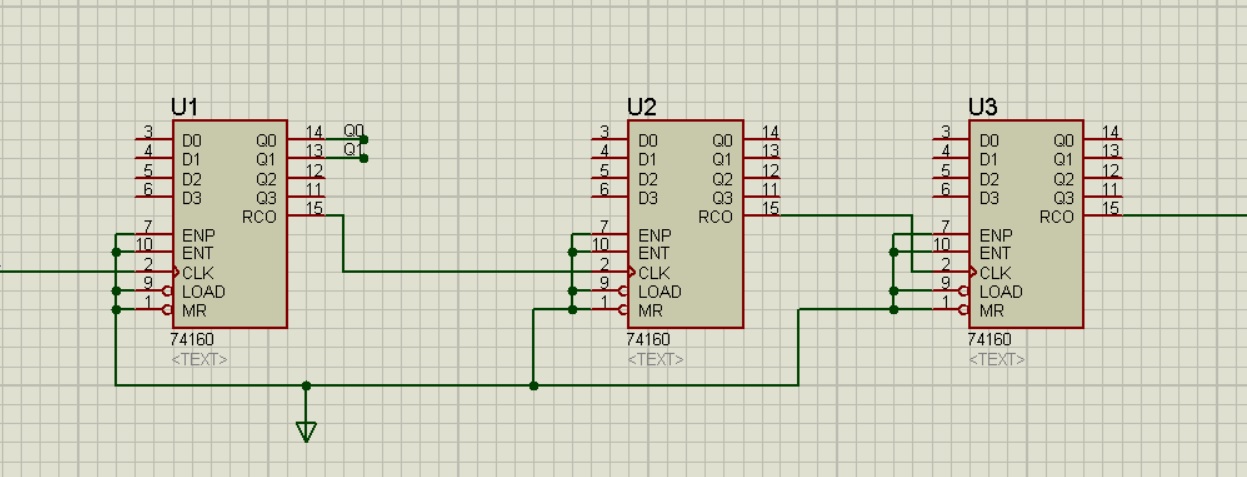 U1
3 D0 Q0 14 Q0
4 D1 Q1 13 Q1
5 D2 Q2 12
6 D3 Q3 11
RCO 15
7 ENP
10 ENT
2 CLK
9 LOAD
1 MR
74160
<TEXT>
U2
3 D0 Q0 14
4 D1 Q1 13
5 D2 Q2 12
6 D3 Q3 11
RCO 15
7 ENP
10 ENT
2 CLK
9 LOAD
1 MR
74160
<TEXT>
U3
3 D0 Q0 14
4 D1 Q1 13
5 D2 Q2 12
6 D3 Q3 11
RCO 15
7 ENP
10 ENT
2 CLK
9 LOAD
1 MR
74160
<TEXT>